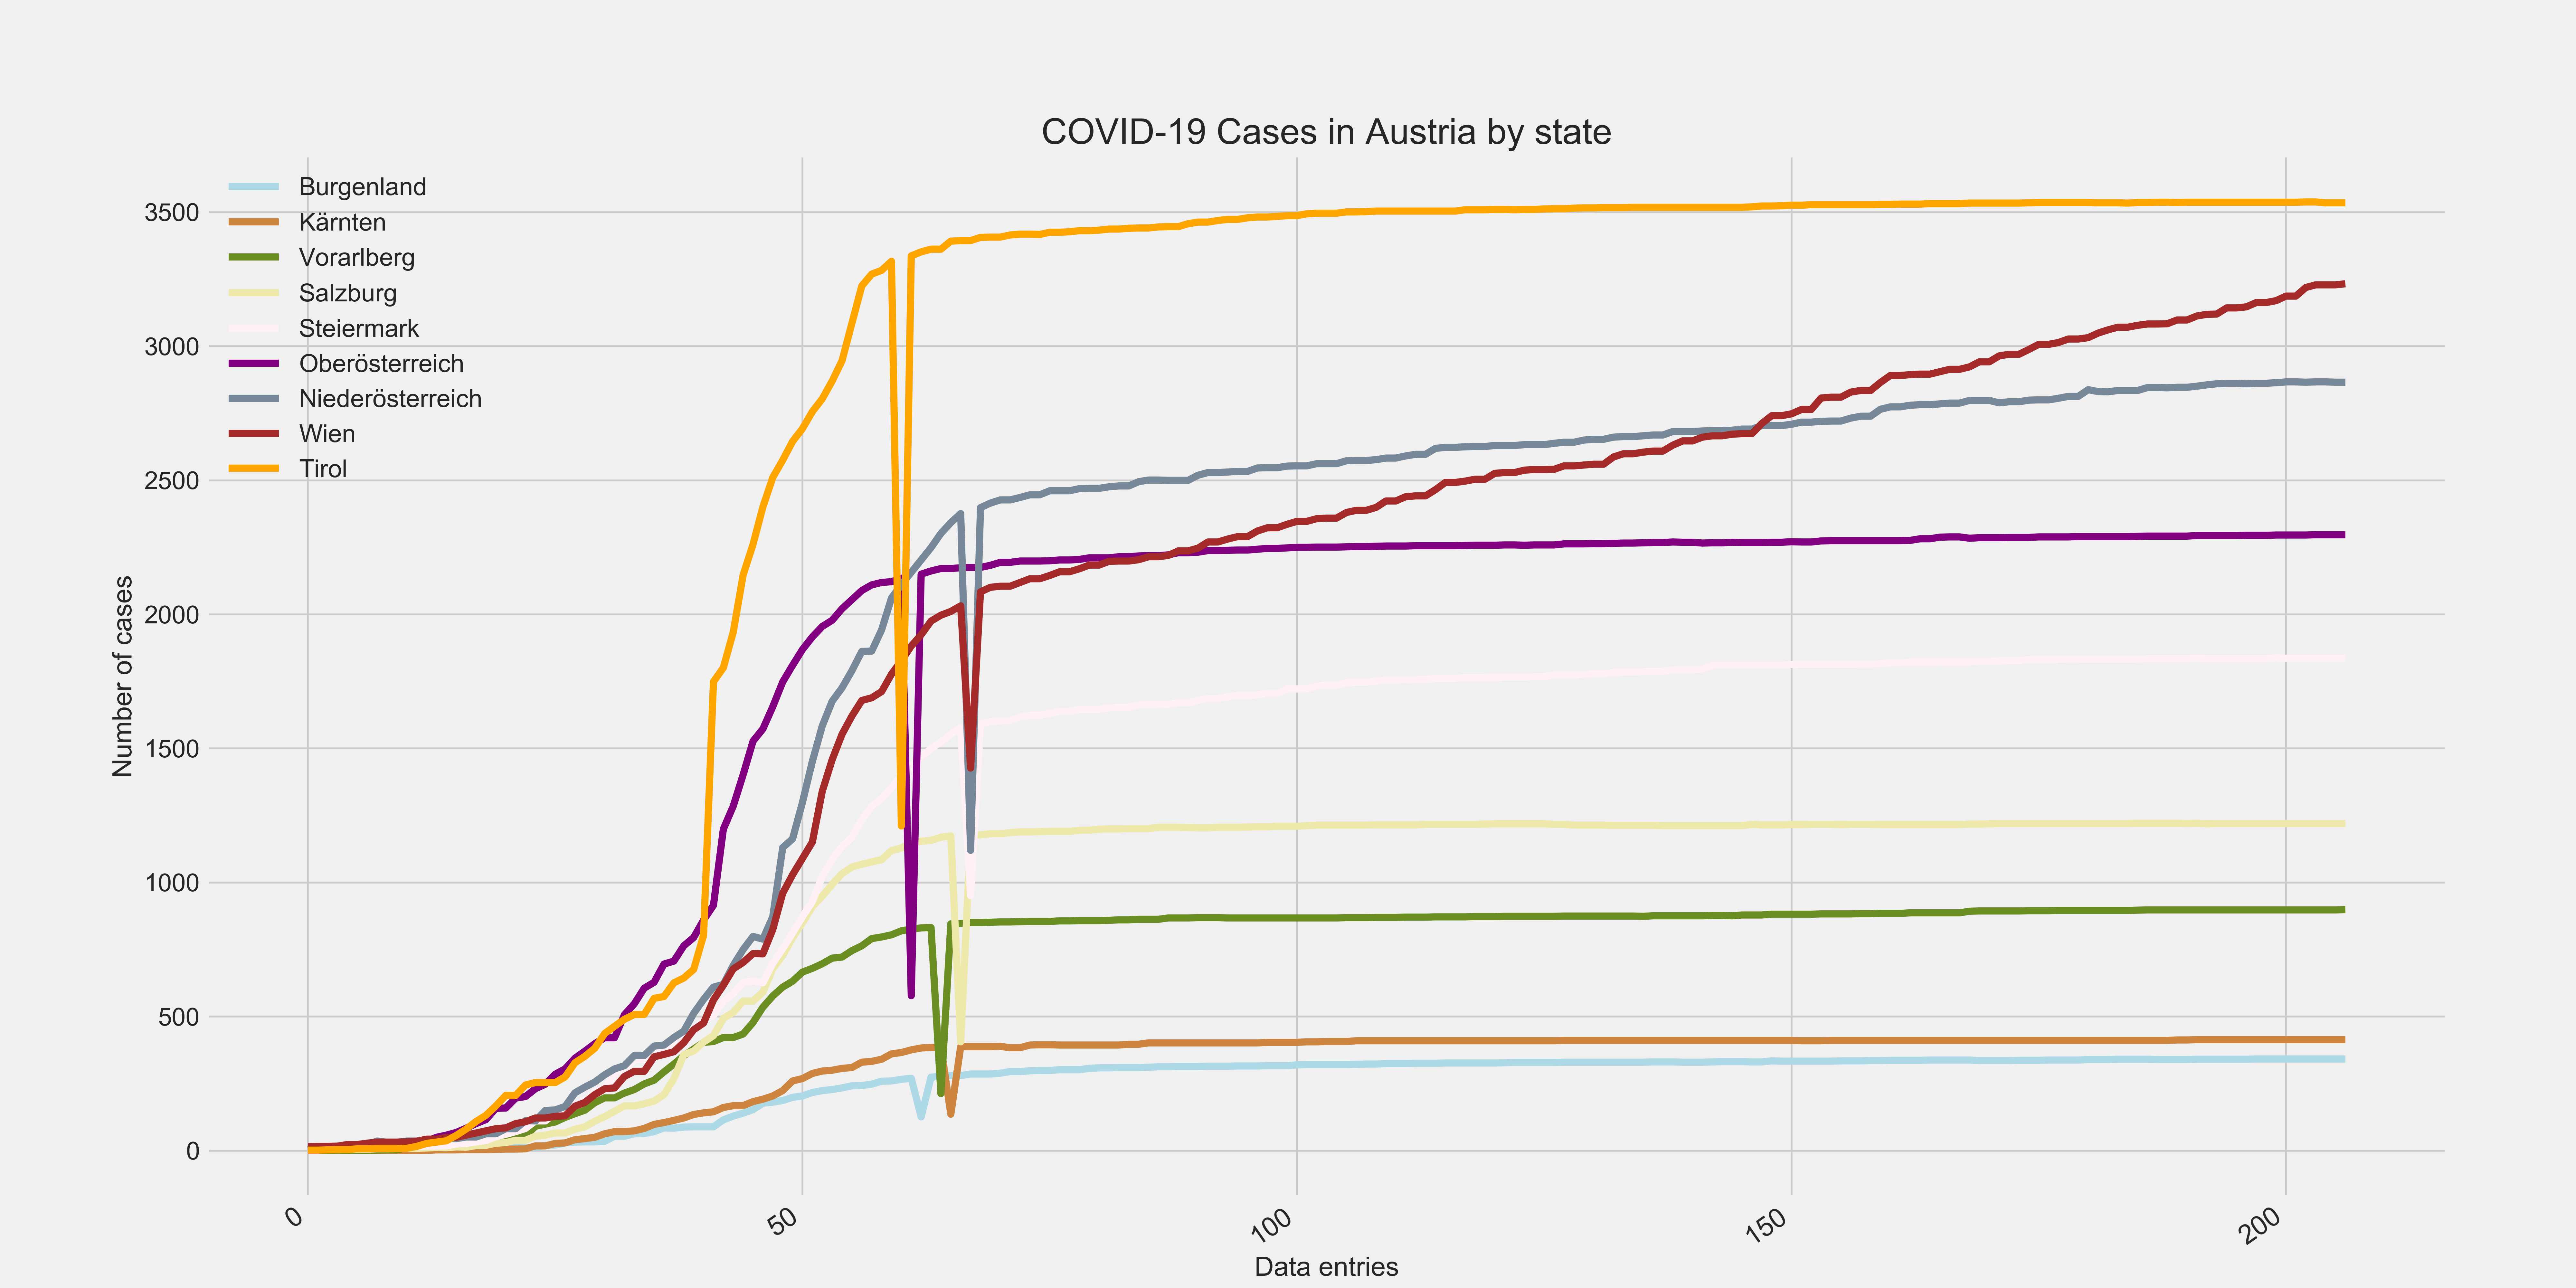 COVID-19 Cases in Austria by state
Burgenland
Kärnten
Vorarlberg
Salzburg
Steiermark
Oberösterreich
Niederösterreich
Wien
Tirol
3500
3000
2500
2000
1500
1000
500
0
Number of cases
0
50
100
150
200
Data entries